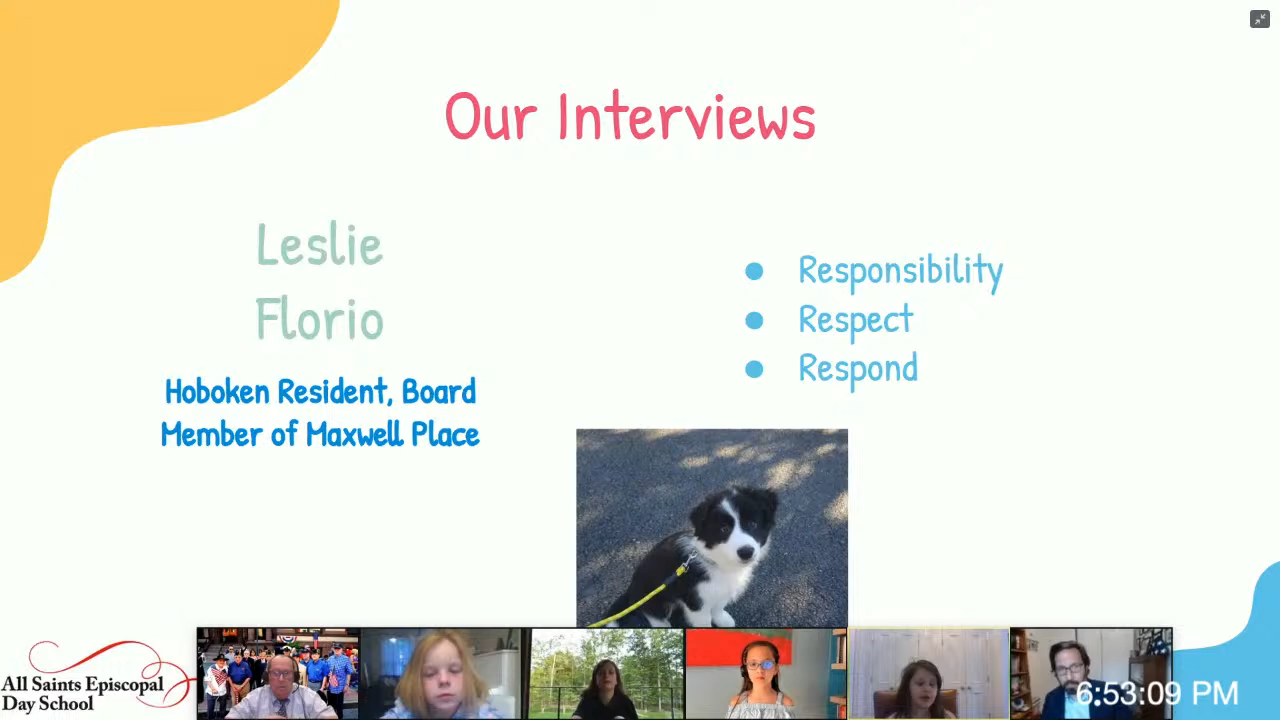 Our Interviews
Leslie
Florio
Hoboken Resident, Board
Member of Maxwell Place
● Responsibility
● Respect
● Respond
All Saints Episcopal
Day School
6:53:09 PM